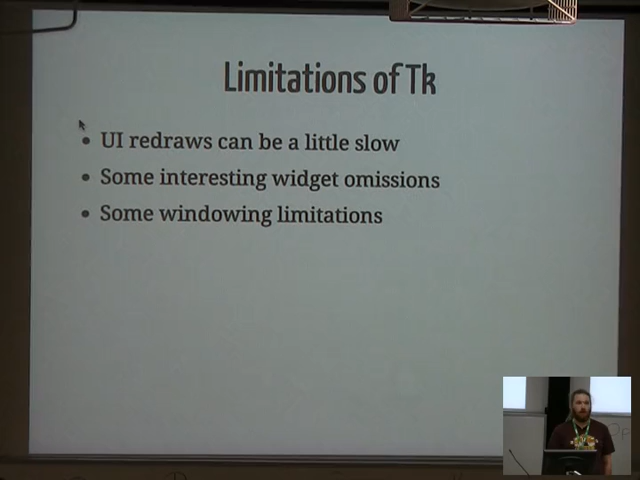 Limitations of Tk
• UI redraws can be a little slow
• Some interesting widget omissions
• Some windowing limitations